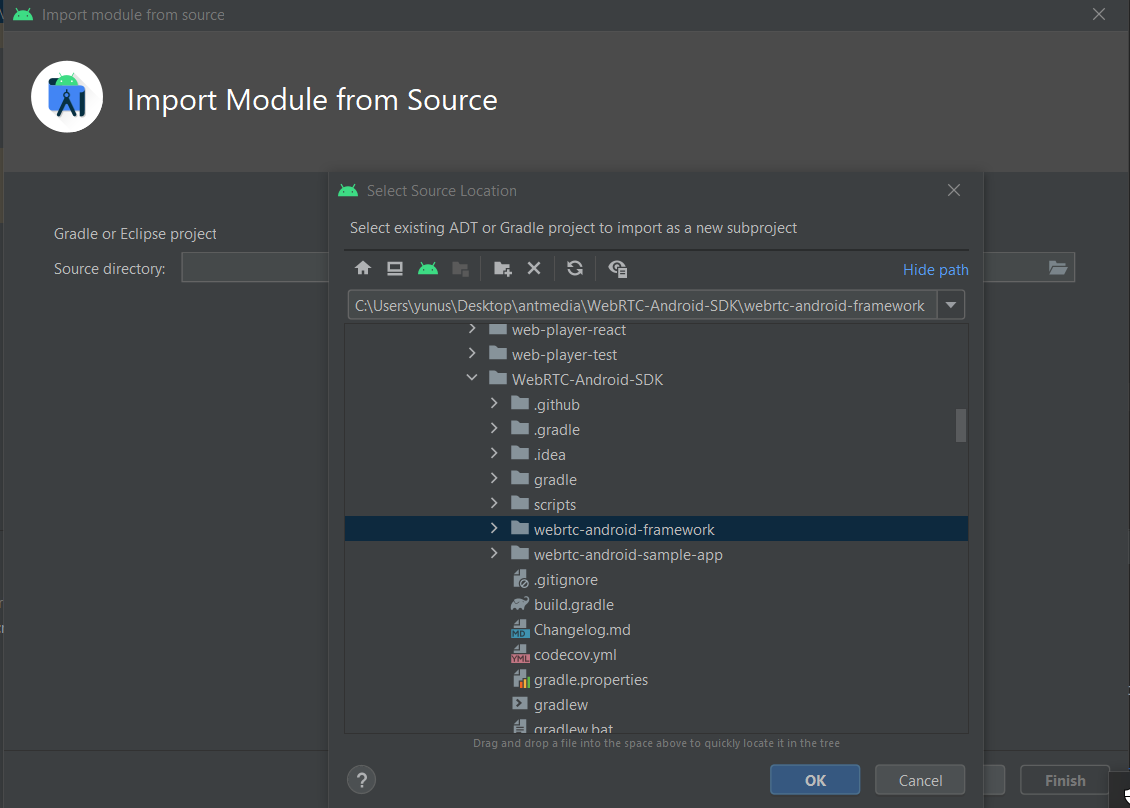 Import module from source
Import Module from Source
Select Source Location
Select existing ADT or Gradle project to import as a new subproject
Gradle or Eclipse project
Source directory:
Hide path
C:\Users\yunus\Desktop\antmedia\WebRTC-Android-SDK\webrtc-android-framework
web-player-react
web-player-test
WebRTC-Android-SDK
.github
.gradle
.idea
gradle
scripts
webrtc-android-framework
webrtc-android-sample-app
.gitignore
build.gradle
MD Changelog.md
YML codecov.yml
gradle.properties
gradlew
gradlew.bat
Drag and drop a file into the space above to quickly locate it in the tree
? OK Cancel Finish